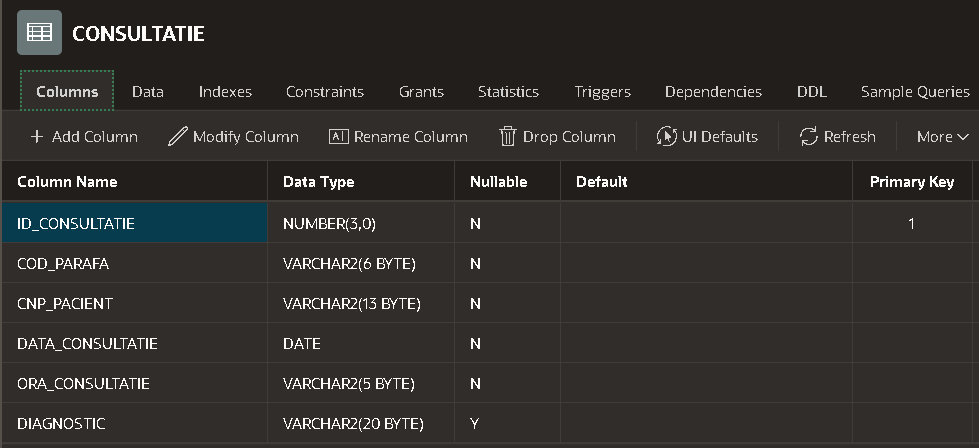 CONSULTATIE
Columns Data Indexes Constraints Grants Statistics Triggers Dependencies DDL Sample Queries
+ Add Column Modify Column Rename Column Drop Column UI Defaults Refresh More
Column Name Data Type Nullable Default Primary Key
ID_CONSULTATIE NUMBER(3,0) N 1
COD_PARAFA VARCHAR2(6 BYTE) N
CNP_PACIENT VARCHAR2(13 BYTE) N
DATA_CONSULTATIE DATE N
ORA_CONSULTATIE VARCHAR2(5 BYTE) N
DIAGNOSTIC VARCHAR2(20 BYTE) Y